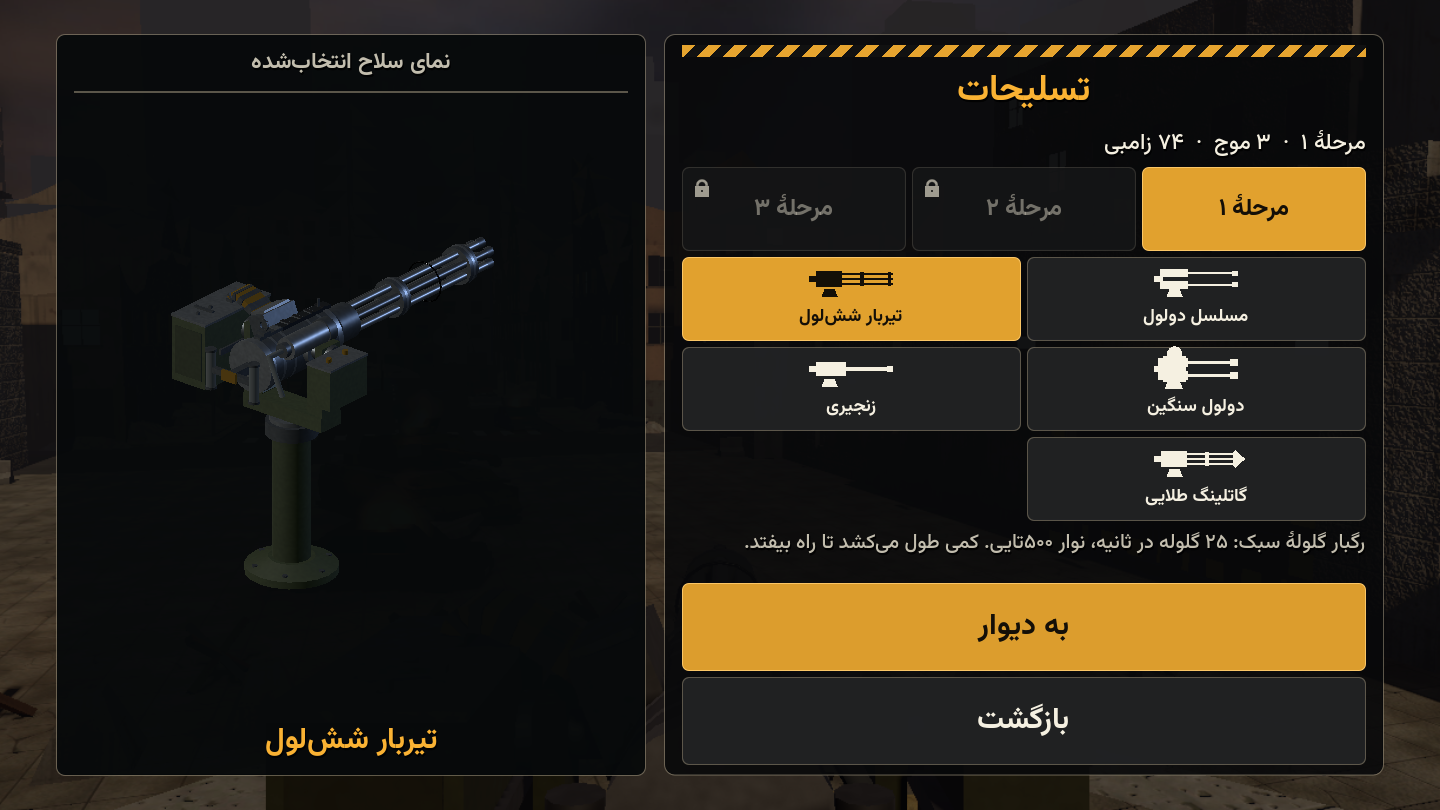 تسلیحات
مرحلهٔ ۱ · ۳ موج · ۷۴ زامبی
مرحلهٔ ۱
مرحلهٔ ۲
مرحلهٔ ۳
مسلسل دولول
تیربار شش‌لول
دولول سنگین
زنجیری
گاتلینگ طلایی
رگبار گلولهٔ سبک: ۲۵ گلوله در ثانیه، نوار ۵۰۰تایی. کمی طول می‌کشد تا راه بیفتد.
به دیوار
بازگشت
نمای سلاح انتخاب‌شده
تیربار شش‌لول